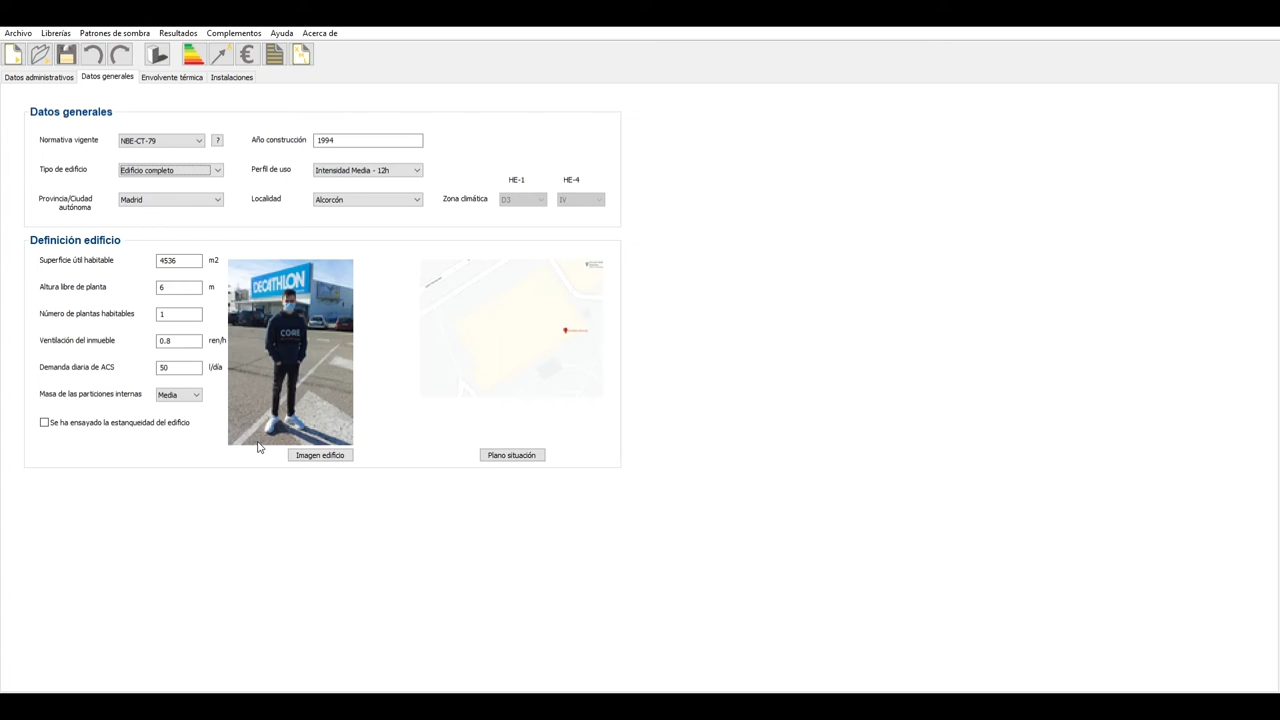 Archivo Librerías Patrones de sombra Resultados Complementos Ayuda Acerca de
Datos administrativos Datos generales Envolvente térmica Instalaciones
Datos generales
Normativa vigente NBE-CT-79 ? Año construcción 1994
Tipo de edificio Edificio completo Perfil de uso Intensidad Media - 12h
HE-1 HE-4
Provincia/Ciudad autónoma Madrid Localidad Alcorcón Zona climática D3 IV
Definición edificio
Superficie útil habitable 4536 m2
Altura libre de planta 6 m
Número de plantas habitables 1
Ventilación del inmueble 0.8 ren/h
Demanda diaria de ACS 50 l/día
Masa de las particiones internas Media
Se ha ensayado la estanqueidad del edificio
DECATHLON
CORE
Imagen edificio Plano situación